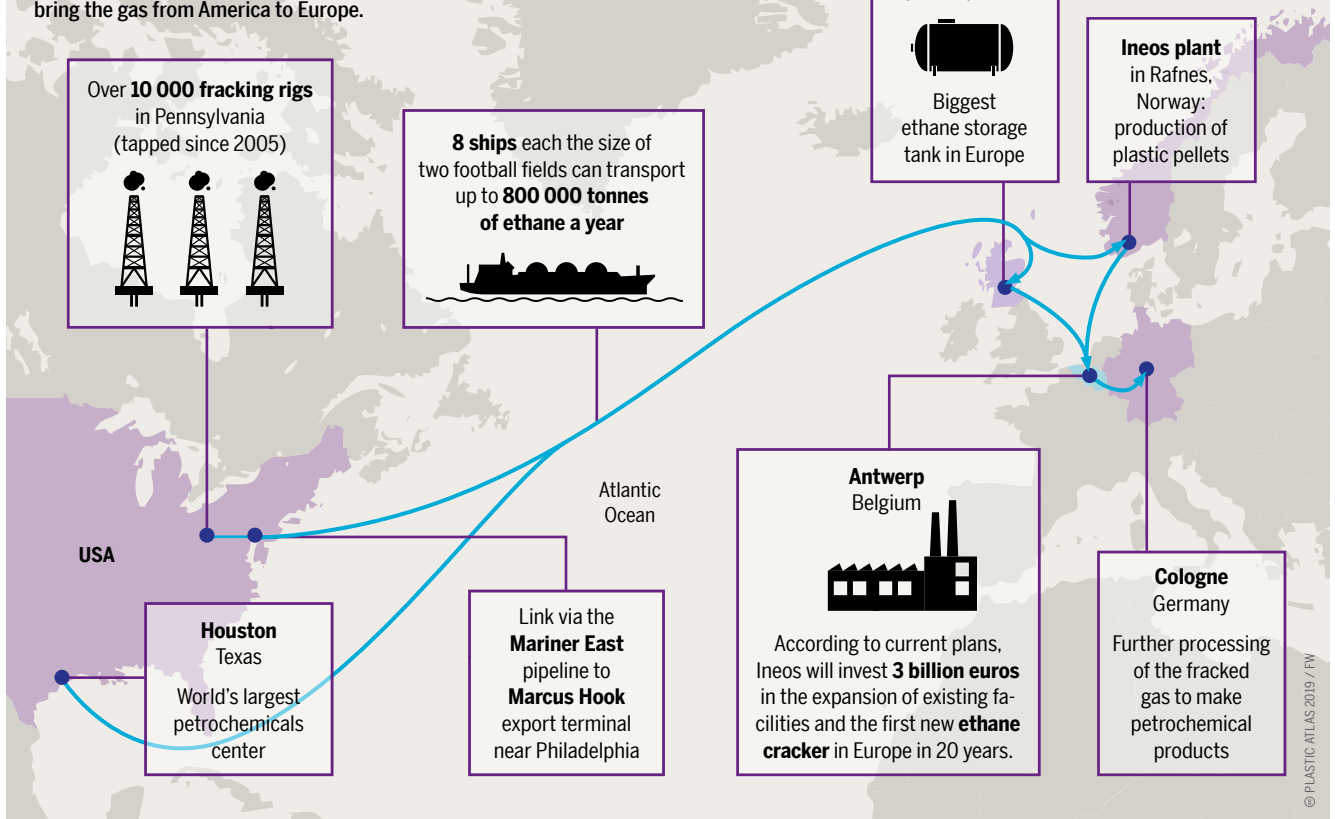 bring the gas from America to Europe.
Over 10 000 fracking rigs
in Pennsylvania
(tapped since 2005)
8 ships each the size of
two football fields can transport
up to 800 000 tonnes
of ethane a year
Biggest
ethane storage
tank in Europe
Ineos plant
in Rafnes,
Norway:
production of
plastic pellets
Atlantic
Ocean
USA
Houston
Texas
World's largest
petrochemicals
center
Link via the
Mariner East
pipeline to
Marcus Hook
export terminal
near Philadelphia
Antwerp
Belgium
According to current plans,
Ineos will invest 3 billion euros
in the expansion of existing fa-
cilities and the first new ethane
cracker in Europe in 20 years.
Cologne
Germany
Further processing
of the fracked
gas to make
petrochemical
products
PLASTIC ATLAS 2019 / FW